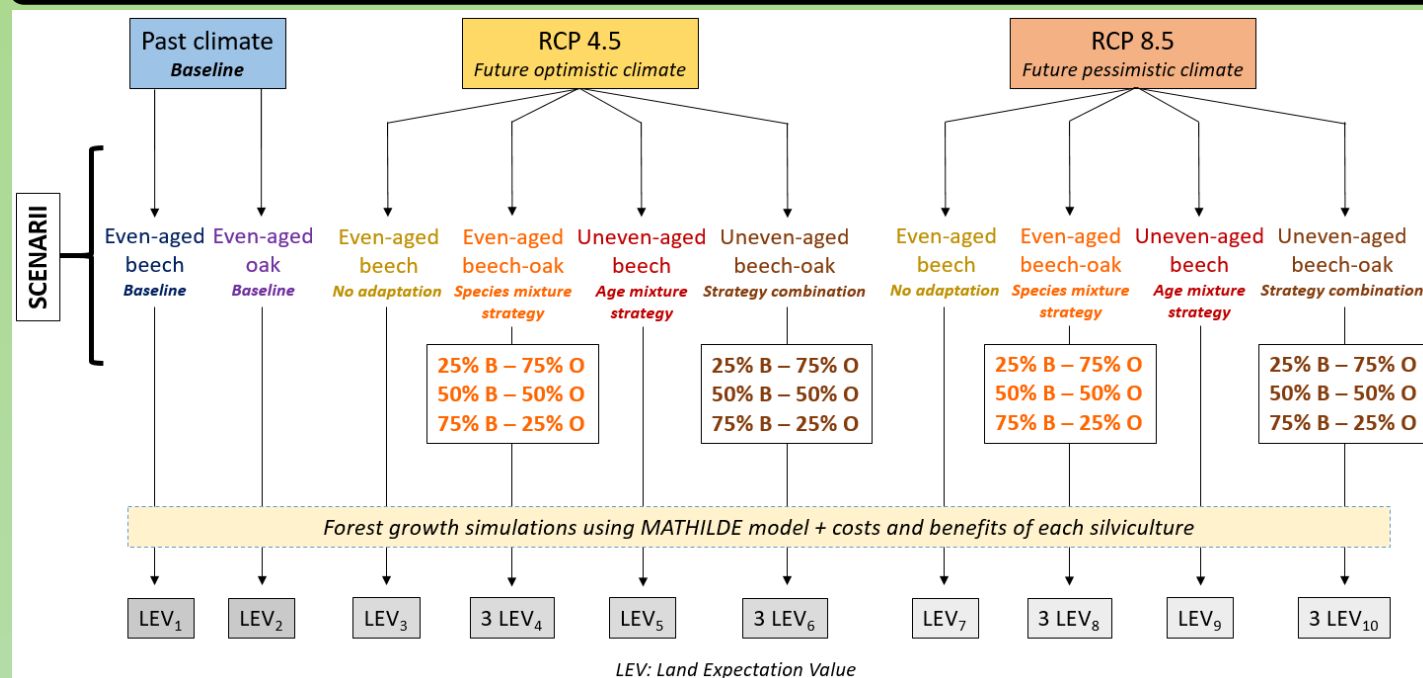 Past climate
Baseline
RCP 4.5
Future optimistic climate
RCP 8.5
Future pessimistic climate
SCENARII
Even-aged
beech
Baseline
Even-aged
oak
Baseline
Even-aged
beech
No adaptation
Even-aged
beech-oak
Species mixture
strategy
Uneven-aged
beech
Age mixture
strategy
Uneven-aged
beech-oak
Strategy combination
Even-aged
beech
No adaptation
Even-aged
beech-oak
Species mixture
strategy
Uneven-aged
beech
Age mixture
strategy
Uneven-aged
beech-oak
Strategy combination
25% B – 75% O
50% B – 50% O
75% B – 25% O
25% B – 75% O
50% B – 50% O
75% B – 25% O
25% B – 75% O
50% B – 50% O
75% B – 25% O
25% B – 75% O
50% B – 50% O
75% B – 25% O
Forest growth simulations using MATHILDE model + costs and benefits of each silviculture
LEV₁
LEV₂
LEV₃
3 LEV₄
LEV₅
3 LEV₆
LEV₇
3 LEV₈
LEV₉
3 LEV₁₀
LEV: Land Expectation Value